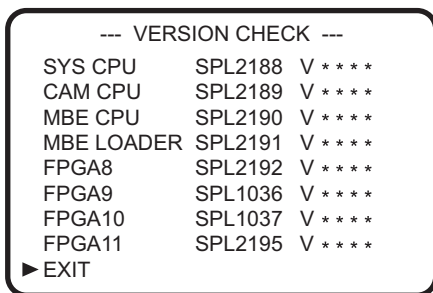 --- VERSION CHECK ---
SYS CPU SPL2188 V * * * *
CAM CPU SPL2189 V * * * *
MBE CPU SPL2190 V * * * *
MBE LOADER SPL2191 V * * * *
FPGA8 SPL2192 V * * * *
FPGA9 SPL1036 V * * * *
FPGA10 SPL1037 V * * * *
FPGA11 SPL2195 V * * * *
►EXIT